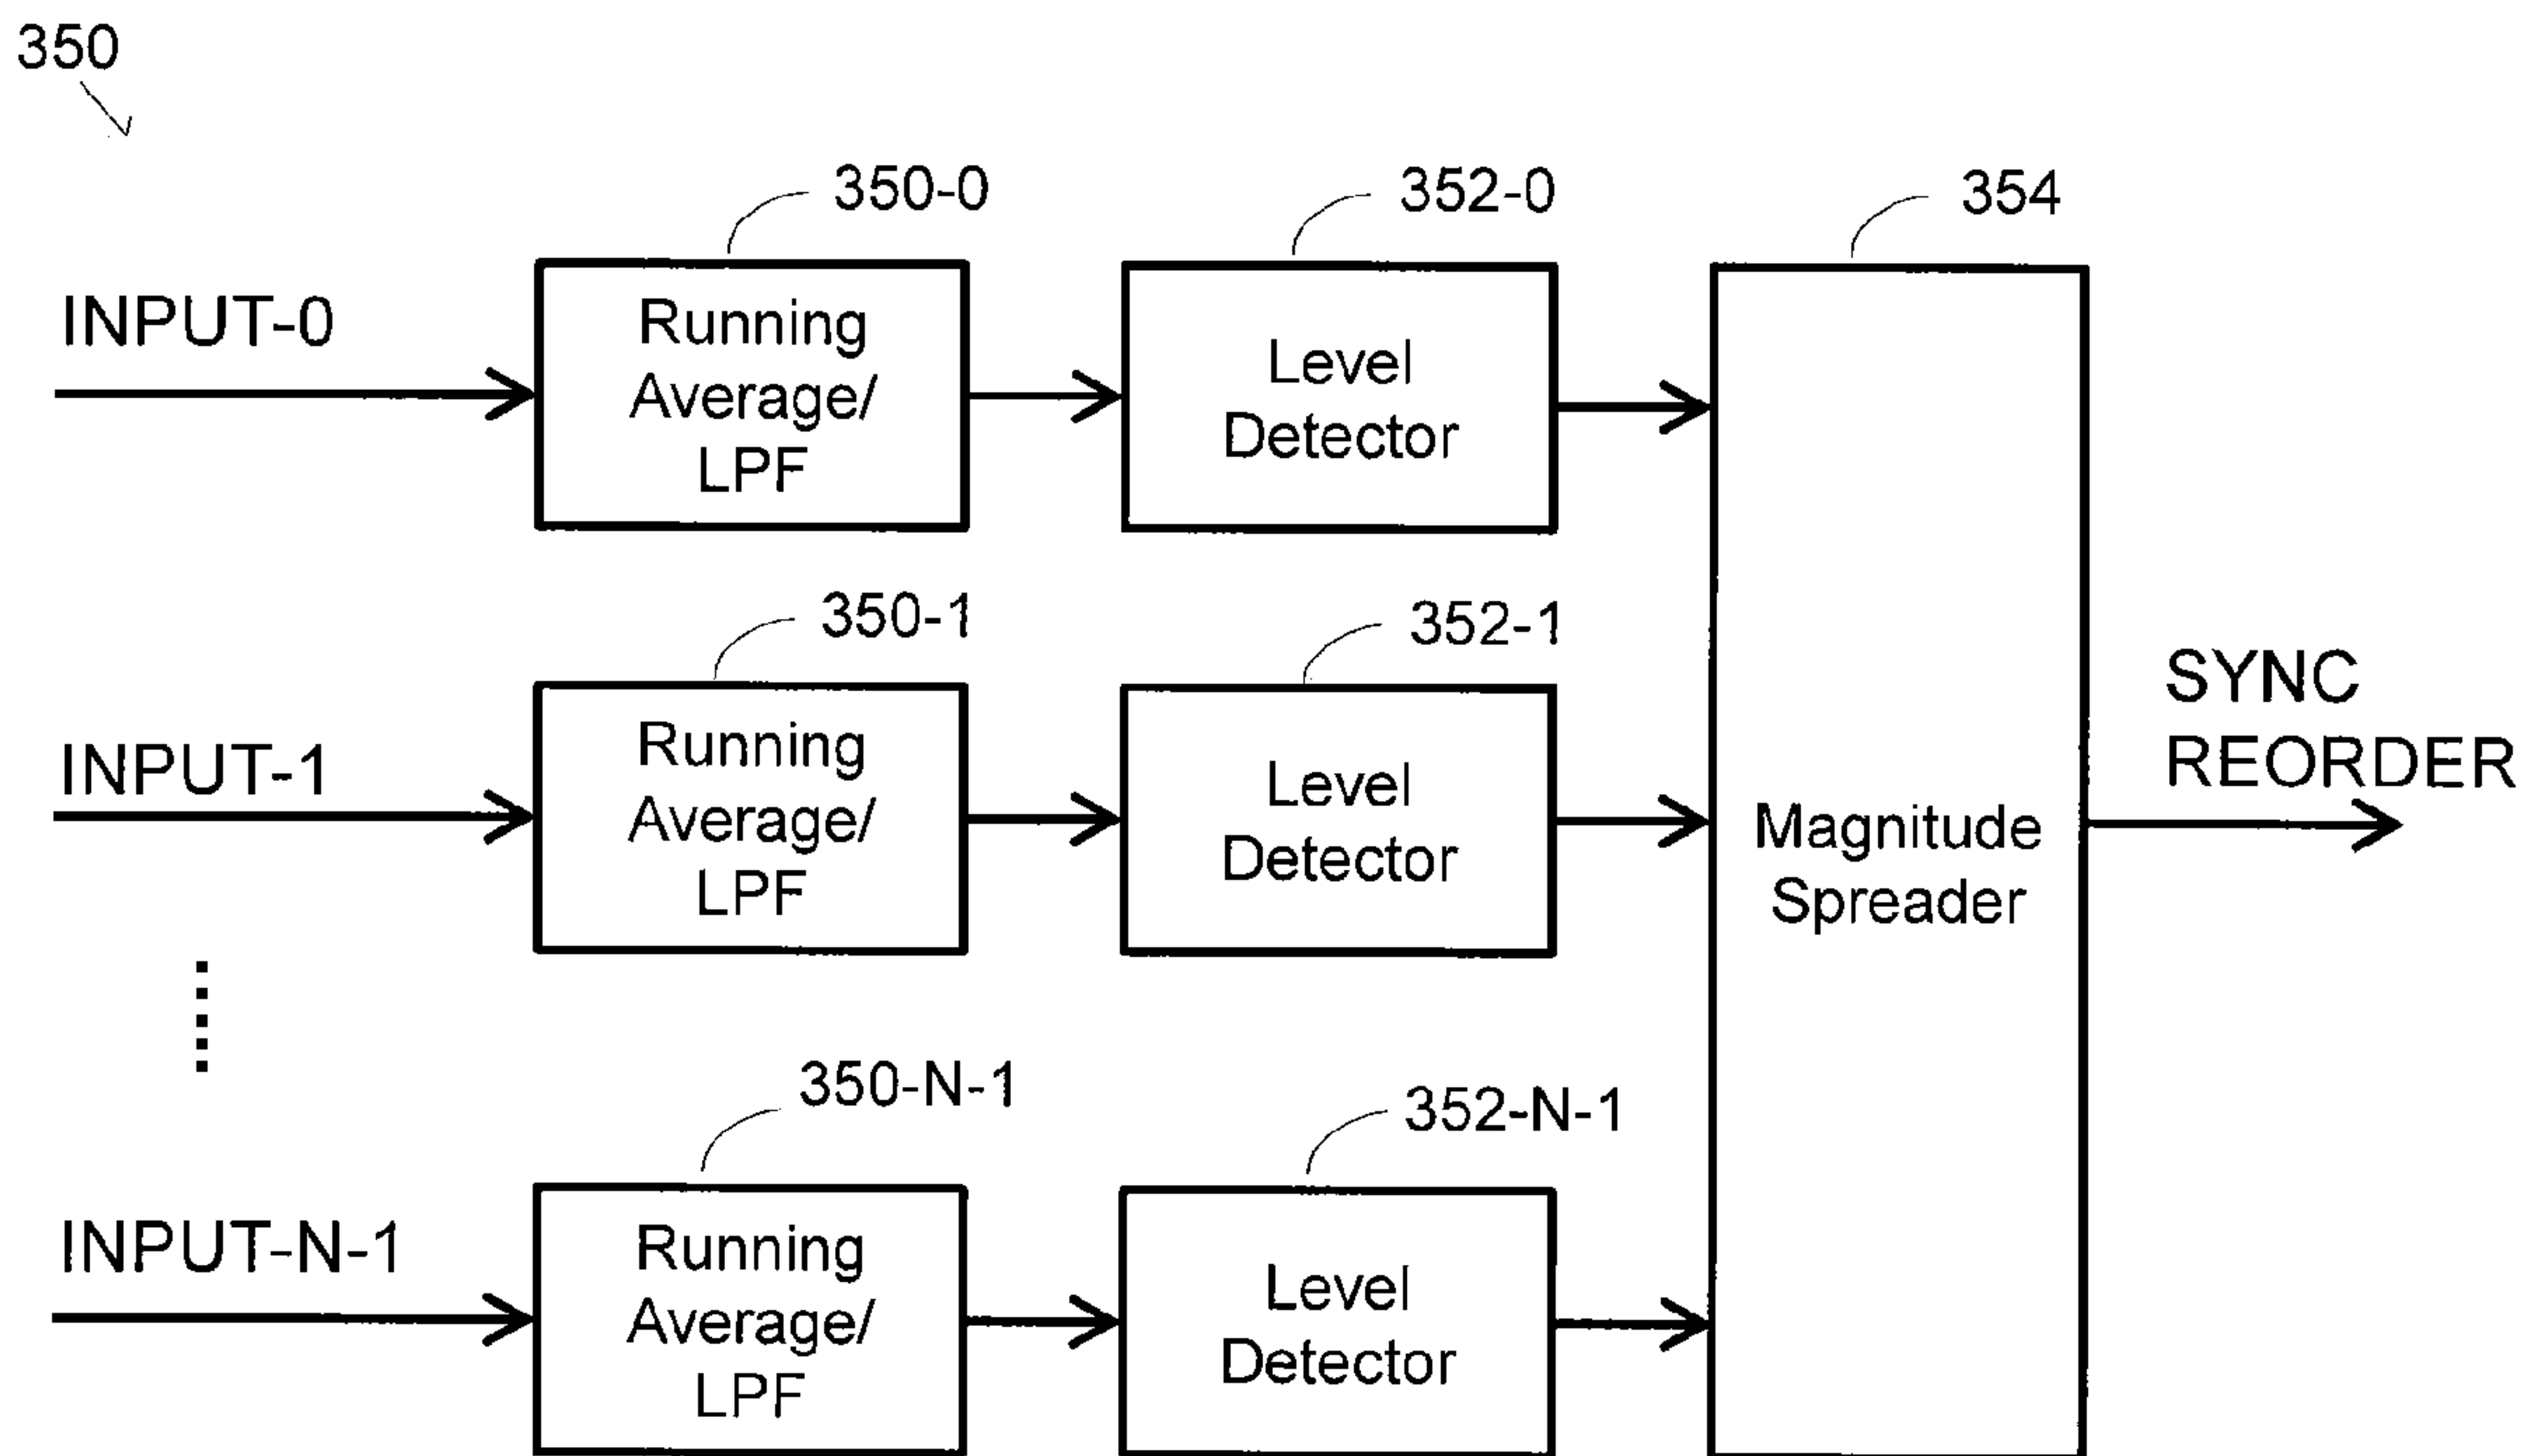 350
350-0
352-0
354
INPUT-0
Running
Average/
LPF
Level
Detector
350-1
352-1
INPUT-1
Running
Average/
LPF
Level
Detector
Magnitude
Spreader
SYNC
REORDER
350-N-1
352-N-1
INPUT-N-1
Running
Average/
LPF
Level
Detector